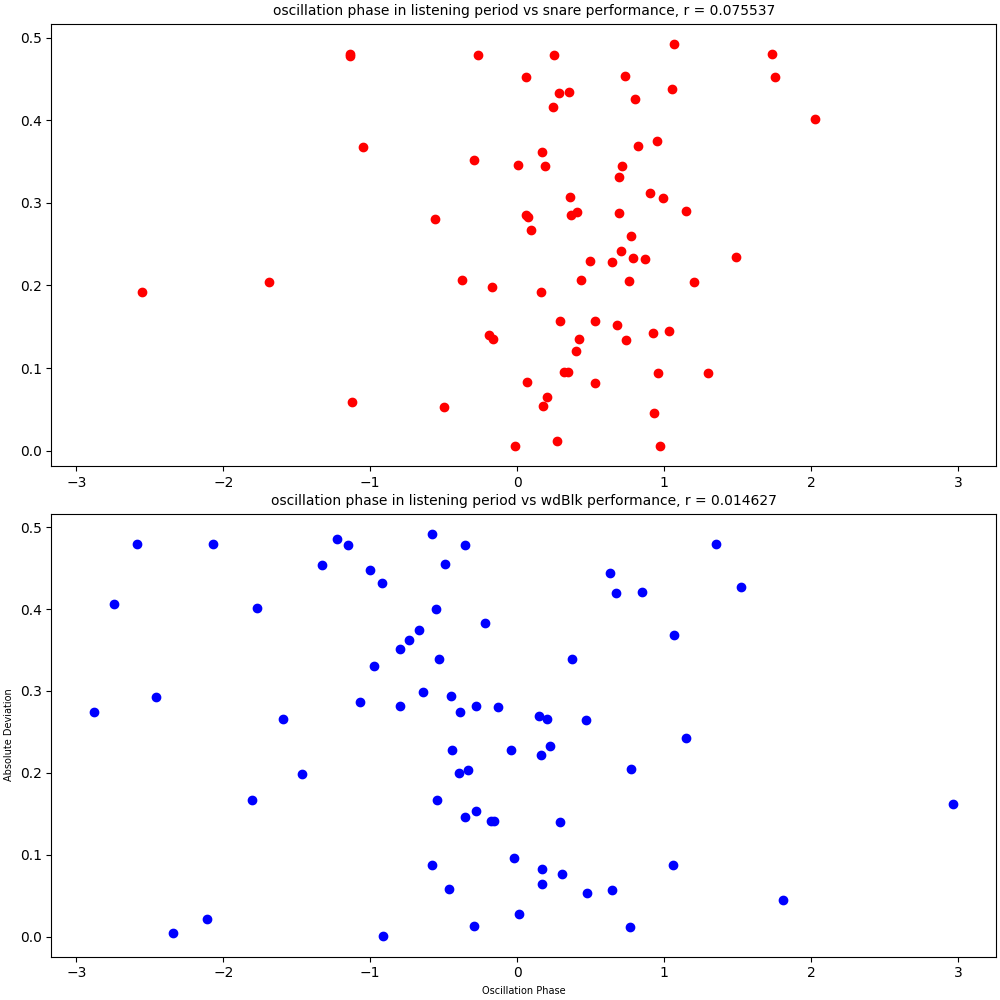 oscillation phase in listening period vs snare performance, r = 0.075537
0.5
0.4
0.3
0.2
0.1
0.0
−3 −2 −1 0 1 2 3
oscillation phase in listening period vs wdBlk performance, r = 0.014627
0.5
0.4
0.3
0.2
0.1
0.0
Absolute Deviation
−3 −2 −1 0 1 2 3
Oscillation Phase